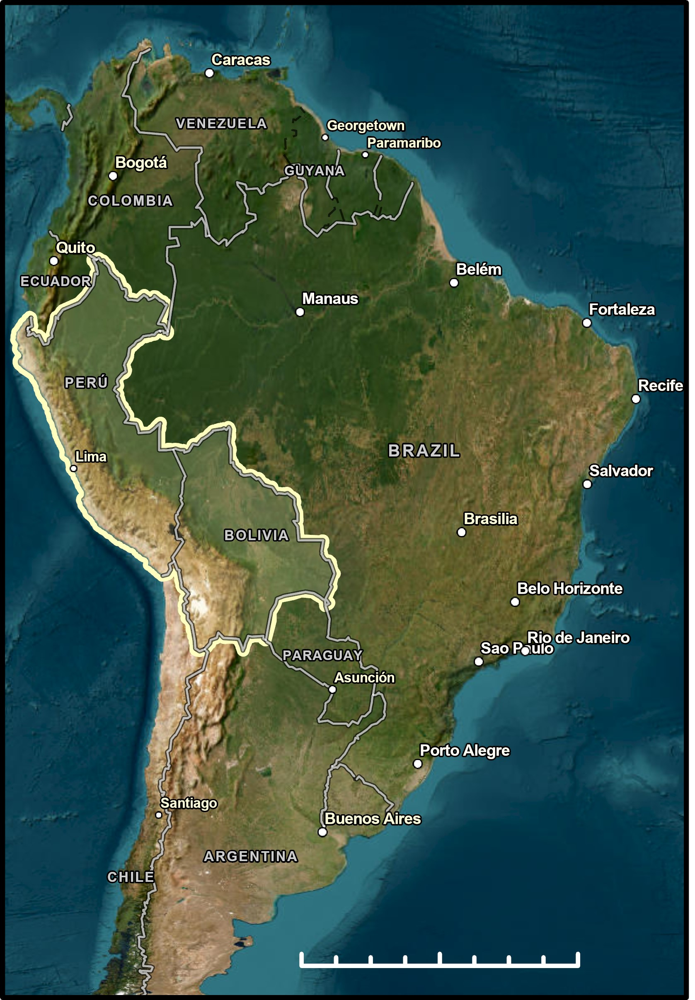 Caracas
VENEZUELA
Georgetown
Paramaribo
Bogotá
GUYANA
COLOMBIA
Quito
Belém
ECUADOR
Manaus
Fortaleza
PERÚ
Recife
BRAZIL
Lima
Salvador
Brasilia
BOLIVIA
Belo Horizonte
Rio de Janeiro
Sao Paulo
PARAGUAY
Asunción
Porto Alegre
Santiago
Buenos Aires
ARGENTINA
CHILE